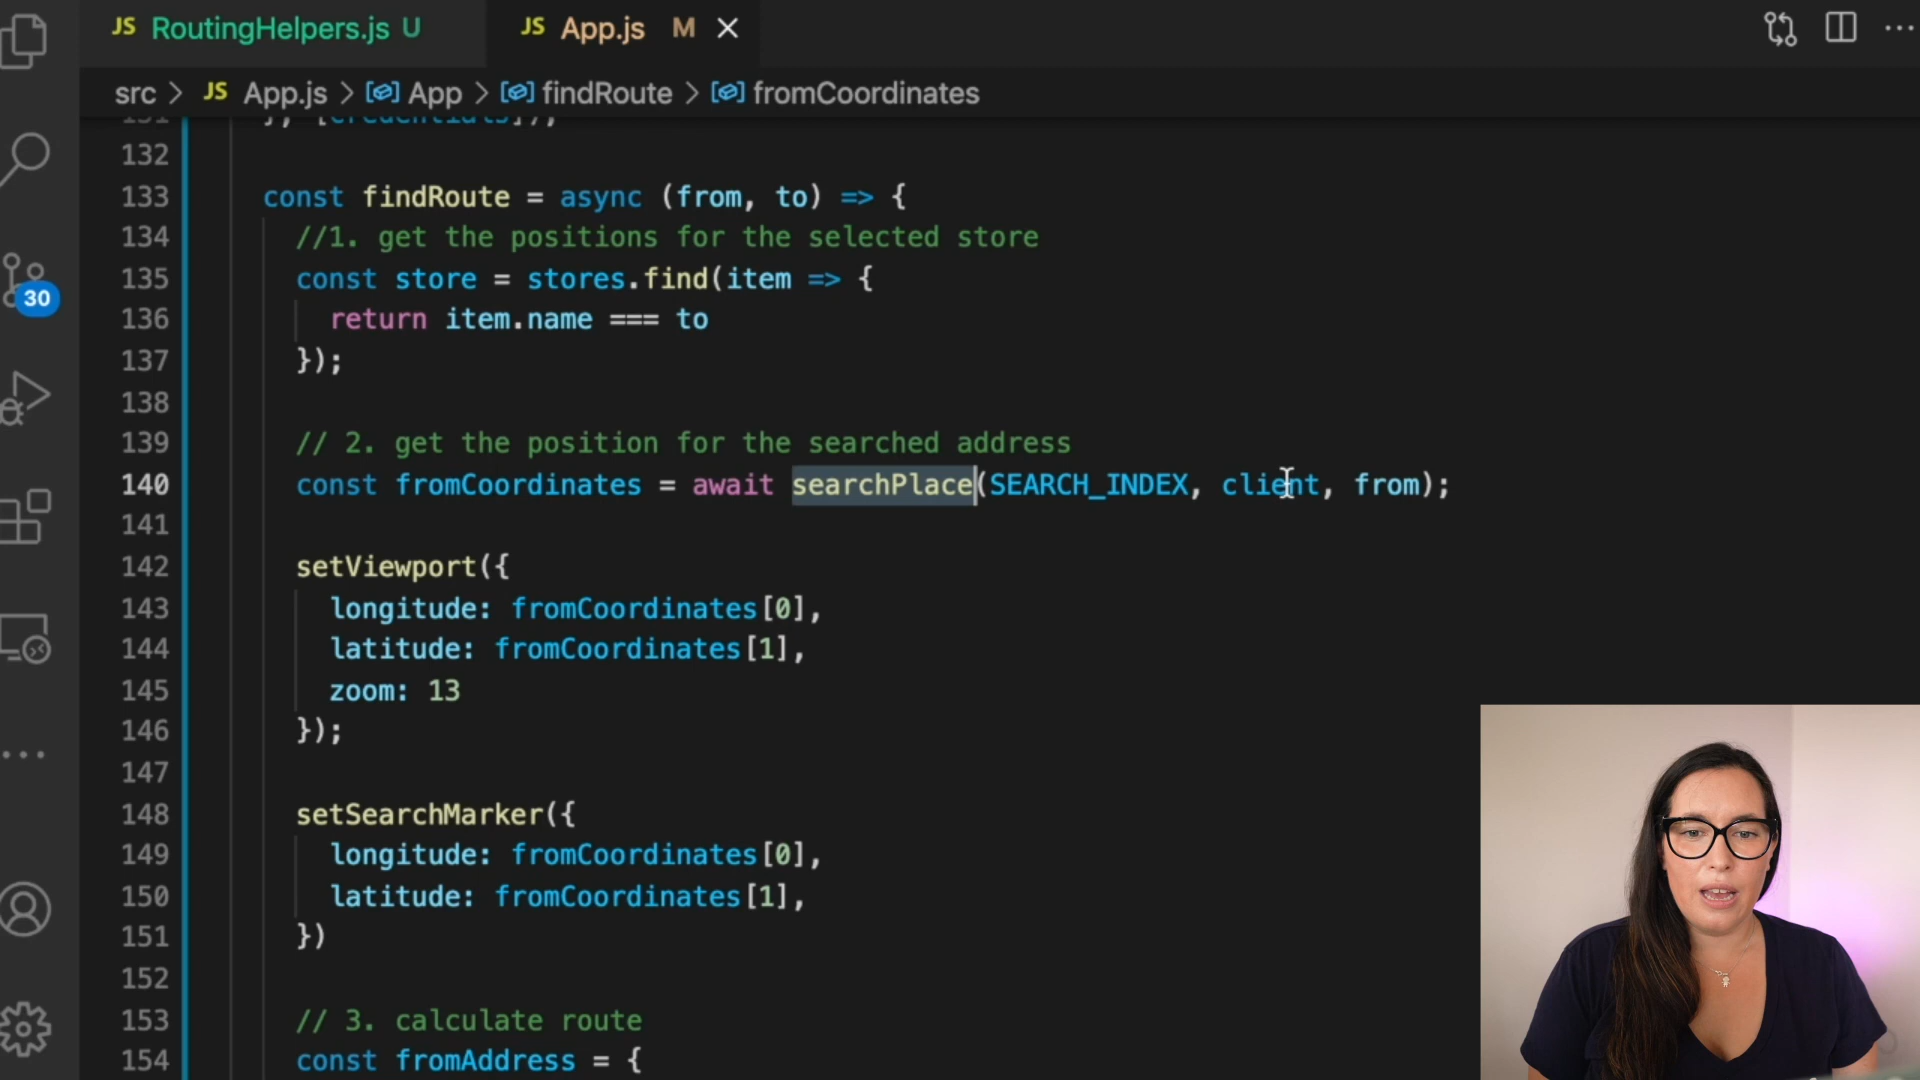 JS RoutingHelpers.js U JS App.js M
src > JS App.js > App > findRoute > fromCoordinates
131 }, [credentials]);
132
133 const findRoute = async (from, to) => {
134 //1. get the positions for the selected store
135 const store = stores.find(item => {
136 return item.name === to
137 });
138
139 // 2. get the position for the searched address
140 const fromCoordinates = await searchPlace(SEARCH_INDEX, client, from);
141
142 setViewport({
143 longitude: fromCoordinates[0],
144 latitude: fromCoordinates[1],
145 zoom: 13
146 });
147
148 setSearchMarker({
149 longitude: fromCoordinates[0],
150 latitude: fromCoordinates[1],
151 })
152
153 // 3. calculate route
154 const fromAddress = {
30